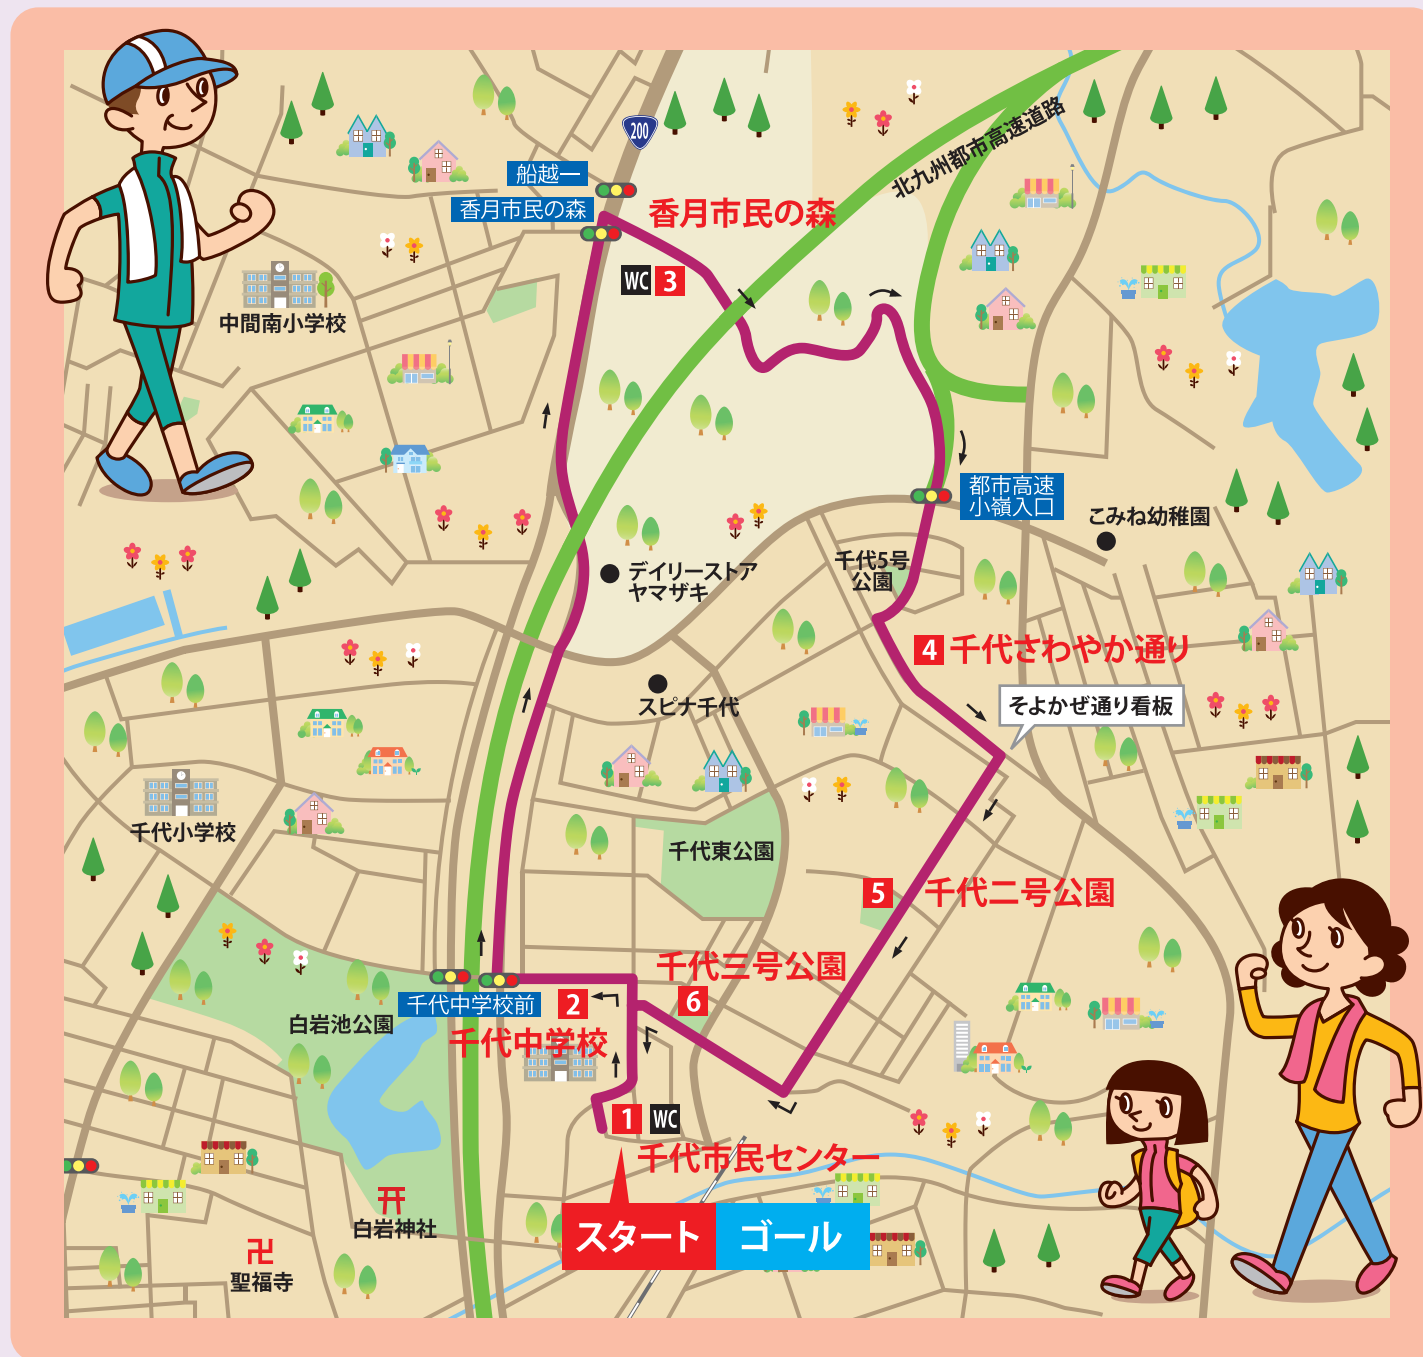 200
北九州都市高速道路
船越一
香月市民の森
香月市民の森
WC 3
中間南小学校
都市高速
小嶺入口
こみね幼稚園
千代5号
公園
デイリーストア
ヤマザキ
4 千代さわやか通り
スピナ千代
そよかぜ通り看板
千代小学校
千代東公園
5 千代二号公園
千代三号公園
6
千代中学校前
2
白岩池公園
千代中学校
1 WC
千代市民センター
スタート ゴール
白岩神社
聖福寺